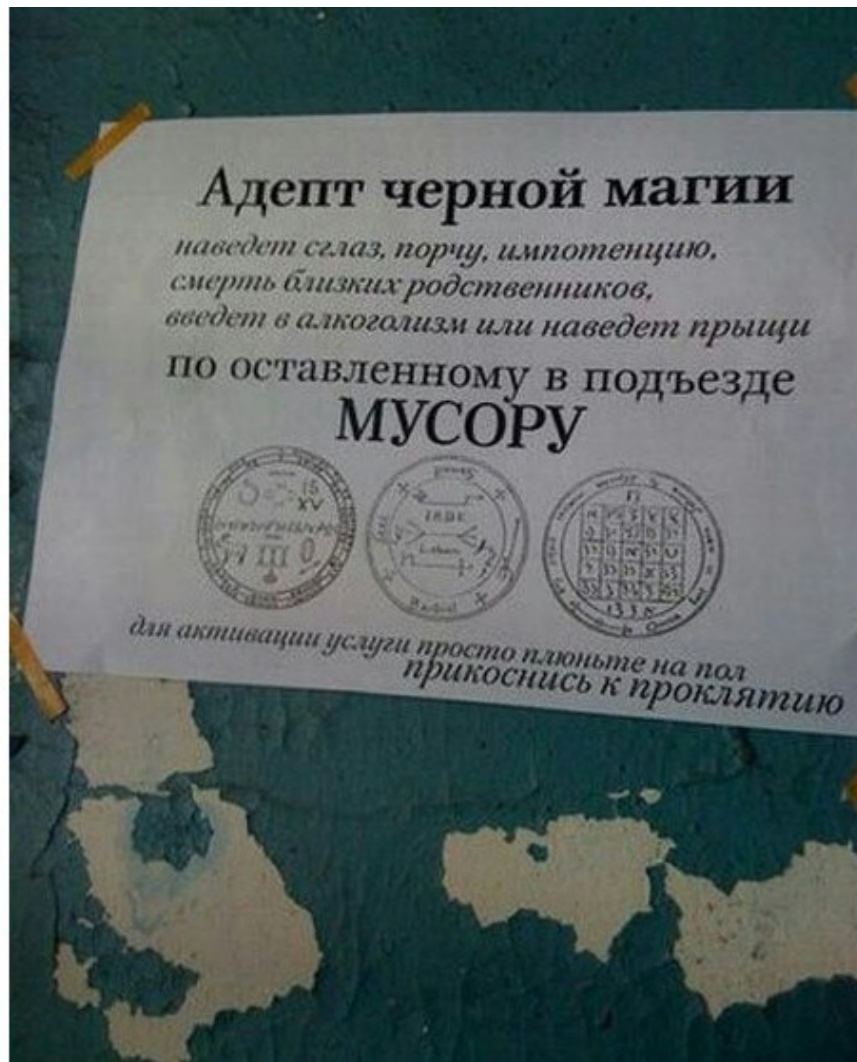 Адепт черной магии
наведет сглаз, порчу, импотенцию,
смерть близких родственников,
введет в алкоголизм или наведет прыщи
по оставленному в подъезде
МУСОРУ
XV
для активации услуги просто плюньте на пол
прикоснись к проклятию